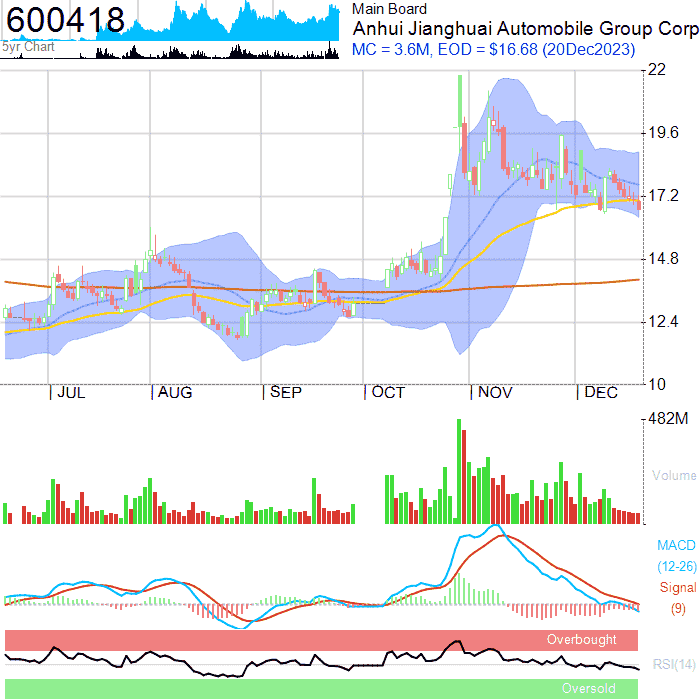 600418
5yr Chart
Main Board
Anhui Jianghuai Automobile Group Corp
MC = 3.6M, EOD = $16.68 (20Dec2023)
22
19.6
17.2
14.8
12.4
10
JUL AUG SEP OCT NOV DEC
482M
Volume
MACD
(12-26)
Signal
(9)
Overbought
RSI(14)
Oversold